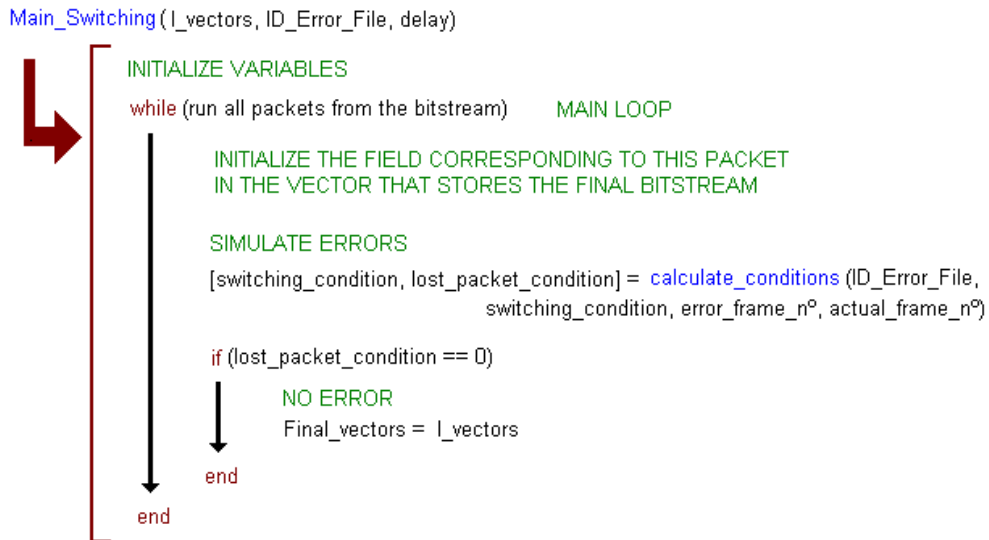 Main_Switching ( I_vectors, ID_Error_File, delay)
INITIALIZE VARIABLES
while (run all packets from the bitstream) MAIN LOOP
INITIALIZE THE FIELD CORRESPONDING TO THIS PACKET
IN THE VECTOR THAT STORES THE FINAL BITSTREAM
SIMULATE ERRORS
[switching_condition, lost_packet_condition] = calculate_conditions (ID_Error_File,
switching_condition, error_frame_nº, actual_frame_nº)
if (lost_packet_condition == 0)
NO ERROR
Final_vectors = I_vectors
end
end